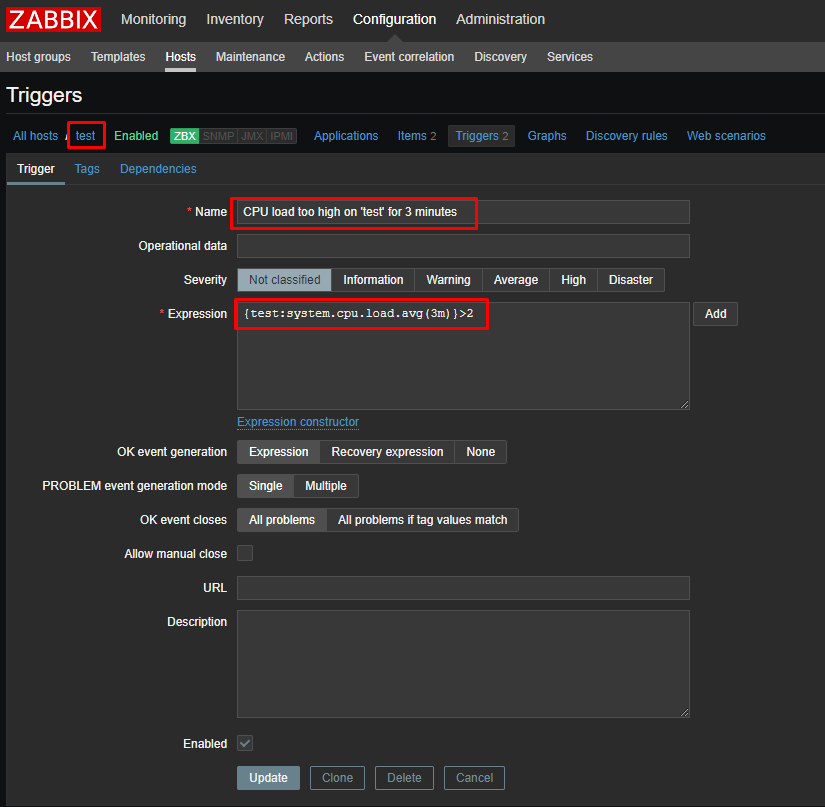 ZABBIX Monitoring Inventory Reports Configuration Administration
Host groups Templates Hosts Maintenance Actions Event correlation Discovery Services
Triggers
All hosts / test Enabled ZBX SNMP JMX IPMI Applications Items 2 Triggers 2 Graphs Discovery rules Web scenarios
Trigger Tags Dependencies
* Name CPU load too high on 'test' for 3 minutes
Operational data
Severity Not classified Information Warning Average High Disaster
* Expression {test:system.cpu.load.avg(3m)}>2 Add
Expression constructor
OK event generation Expression Recovery expression None
PROBLEM event generation mode Single Multiple
OK event closes All problems All problems if tag values match
Allow manual close
URL
Description
Enabled
Update Clone Delete Cancel